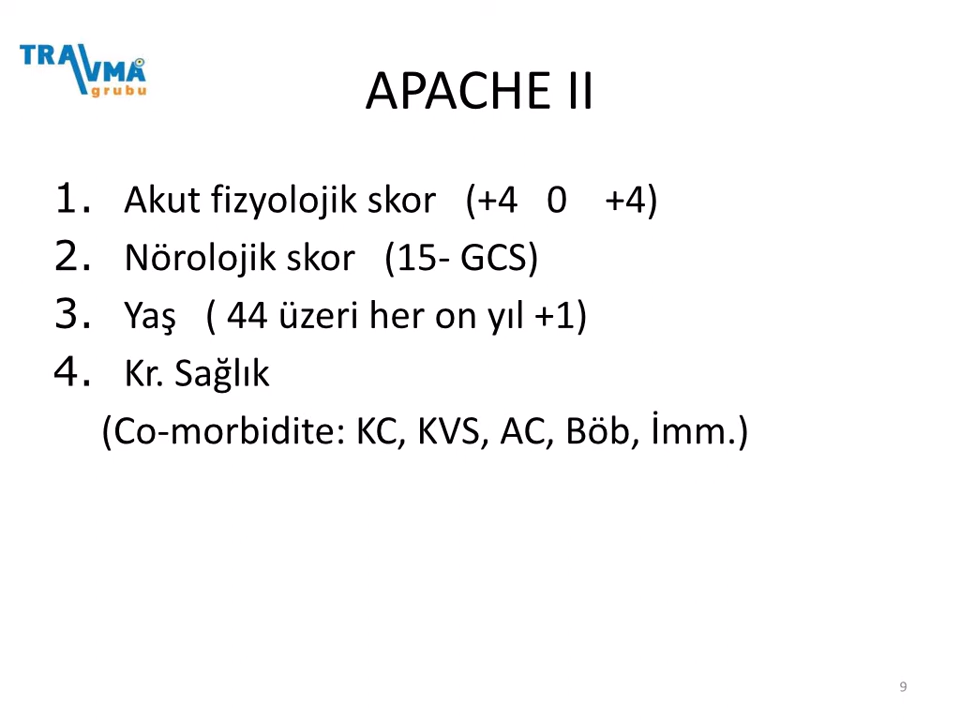 TRAVMA
grubu
APACHE II
1. Akut fizyolojik skor (+4 0 +4)
2. Nörolojik skor (15- GCS)
3. Yaş ( 44 üzeri her on yıl +1)
4. Kr. Sağlık
(Co-morbidite: KC, KVS, AC, Böb, İmm.)
9